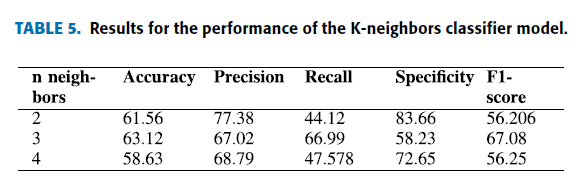 TABLE 5. Results for the performance of the K-neighbors classifier model.
n neigh- Accuracy Precision Recall Specificity F1-
bors score
2 61.56 77.38 44.12 83.66 56.206
3 63.12 67.02 66.99 58.23 67.08
4 58.63 68.79 47.578 72.65 56.25